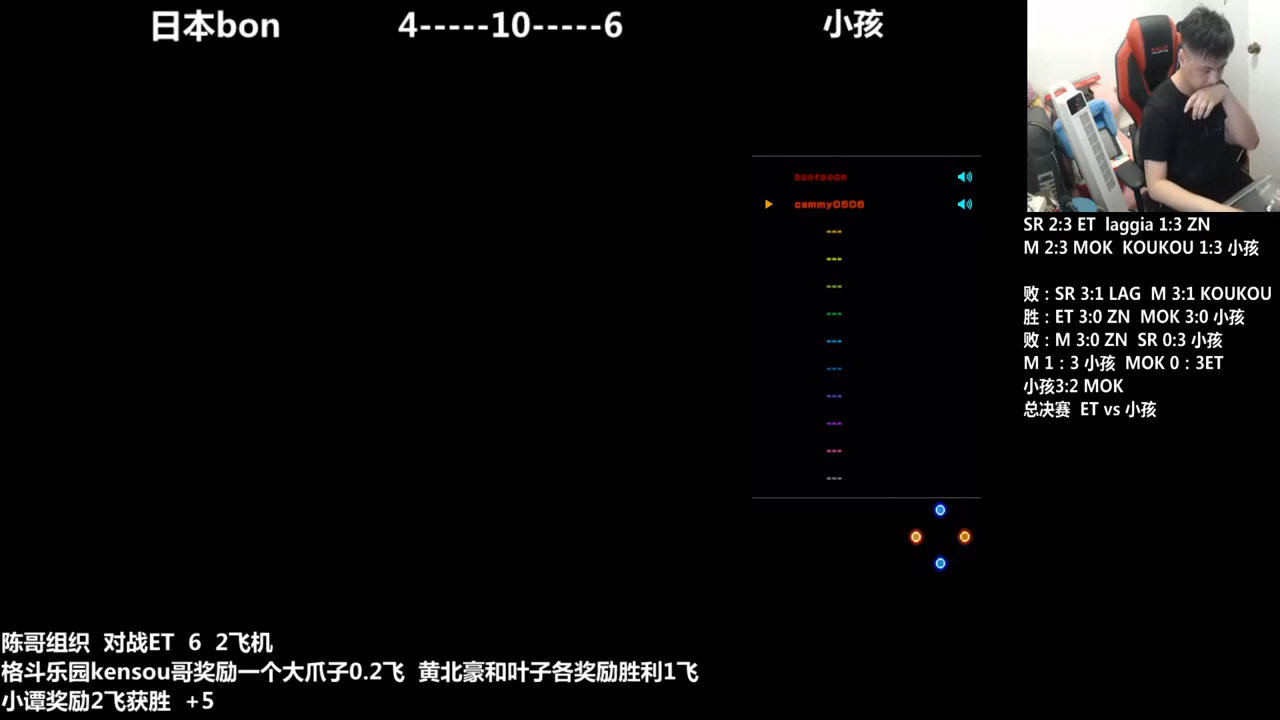 日本bon 4-----10-----6 小孩
bonfooon
cammy0506
---
---
---
---
---
---
---
---
---
---
SR 2:3 ET laggia 1:3 ZN
M 2:3 MOK KOUKOU 1:3 小孩
败：SR 3:1 LAG M 3:1 KOUKOU
胜：ET 3:0 ZN MOK 3:0 小孩
败：M 3:0 ZN SR 0:3 小孩
M 1：3 小孩 MOK 0：3ET
小孩3:2 MOK
总决赛 ET vs 小孩
陈哥组织 对战ET 6 2飞机
格斗乐园kensou哥奖励一个大爪子0.2飞 黄北豪和叶子各奖励胜利1飞
小谭奖励2飞获胜 +5